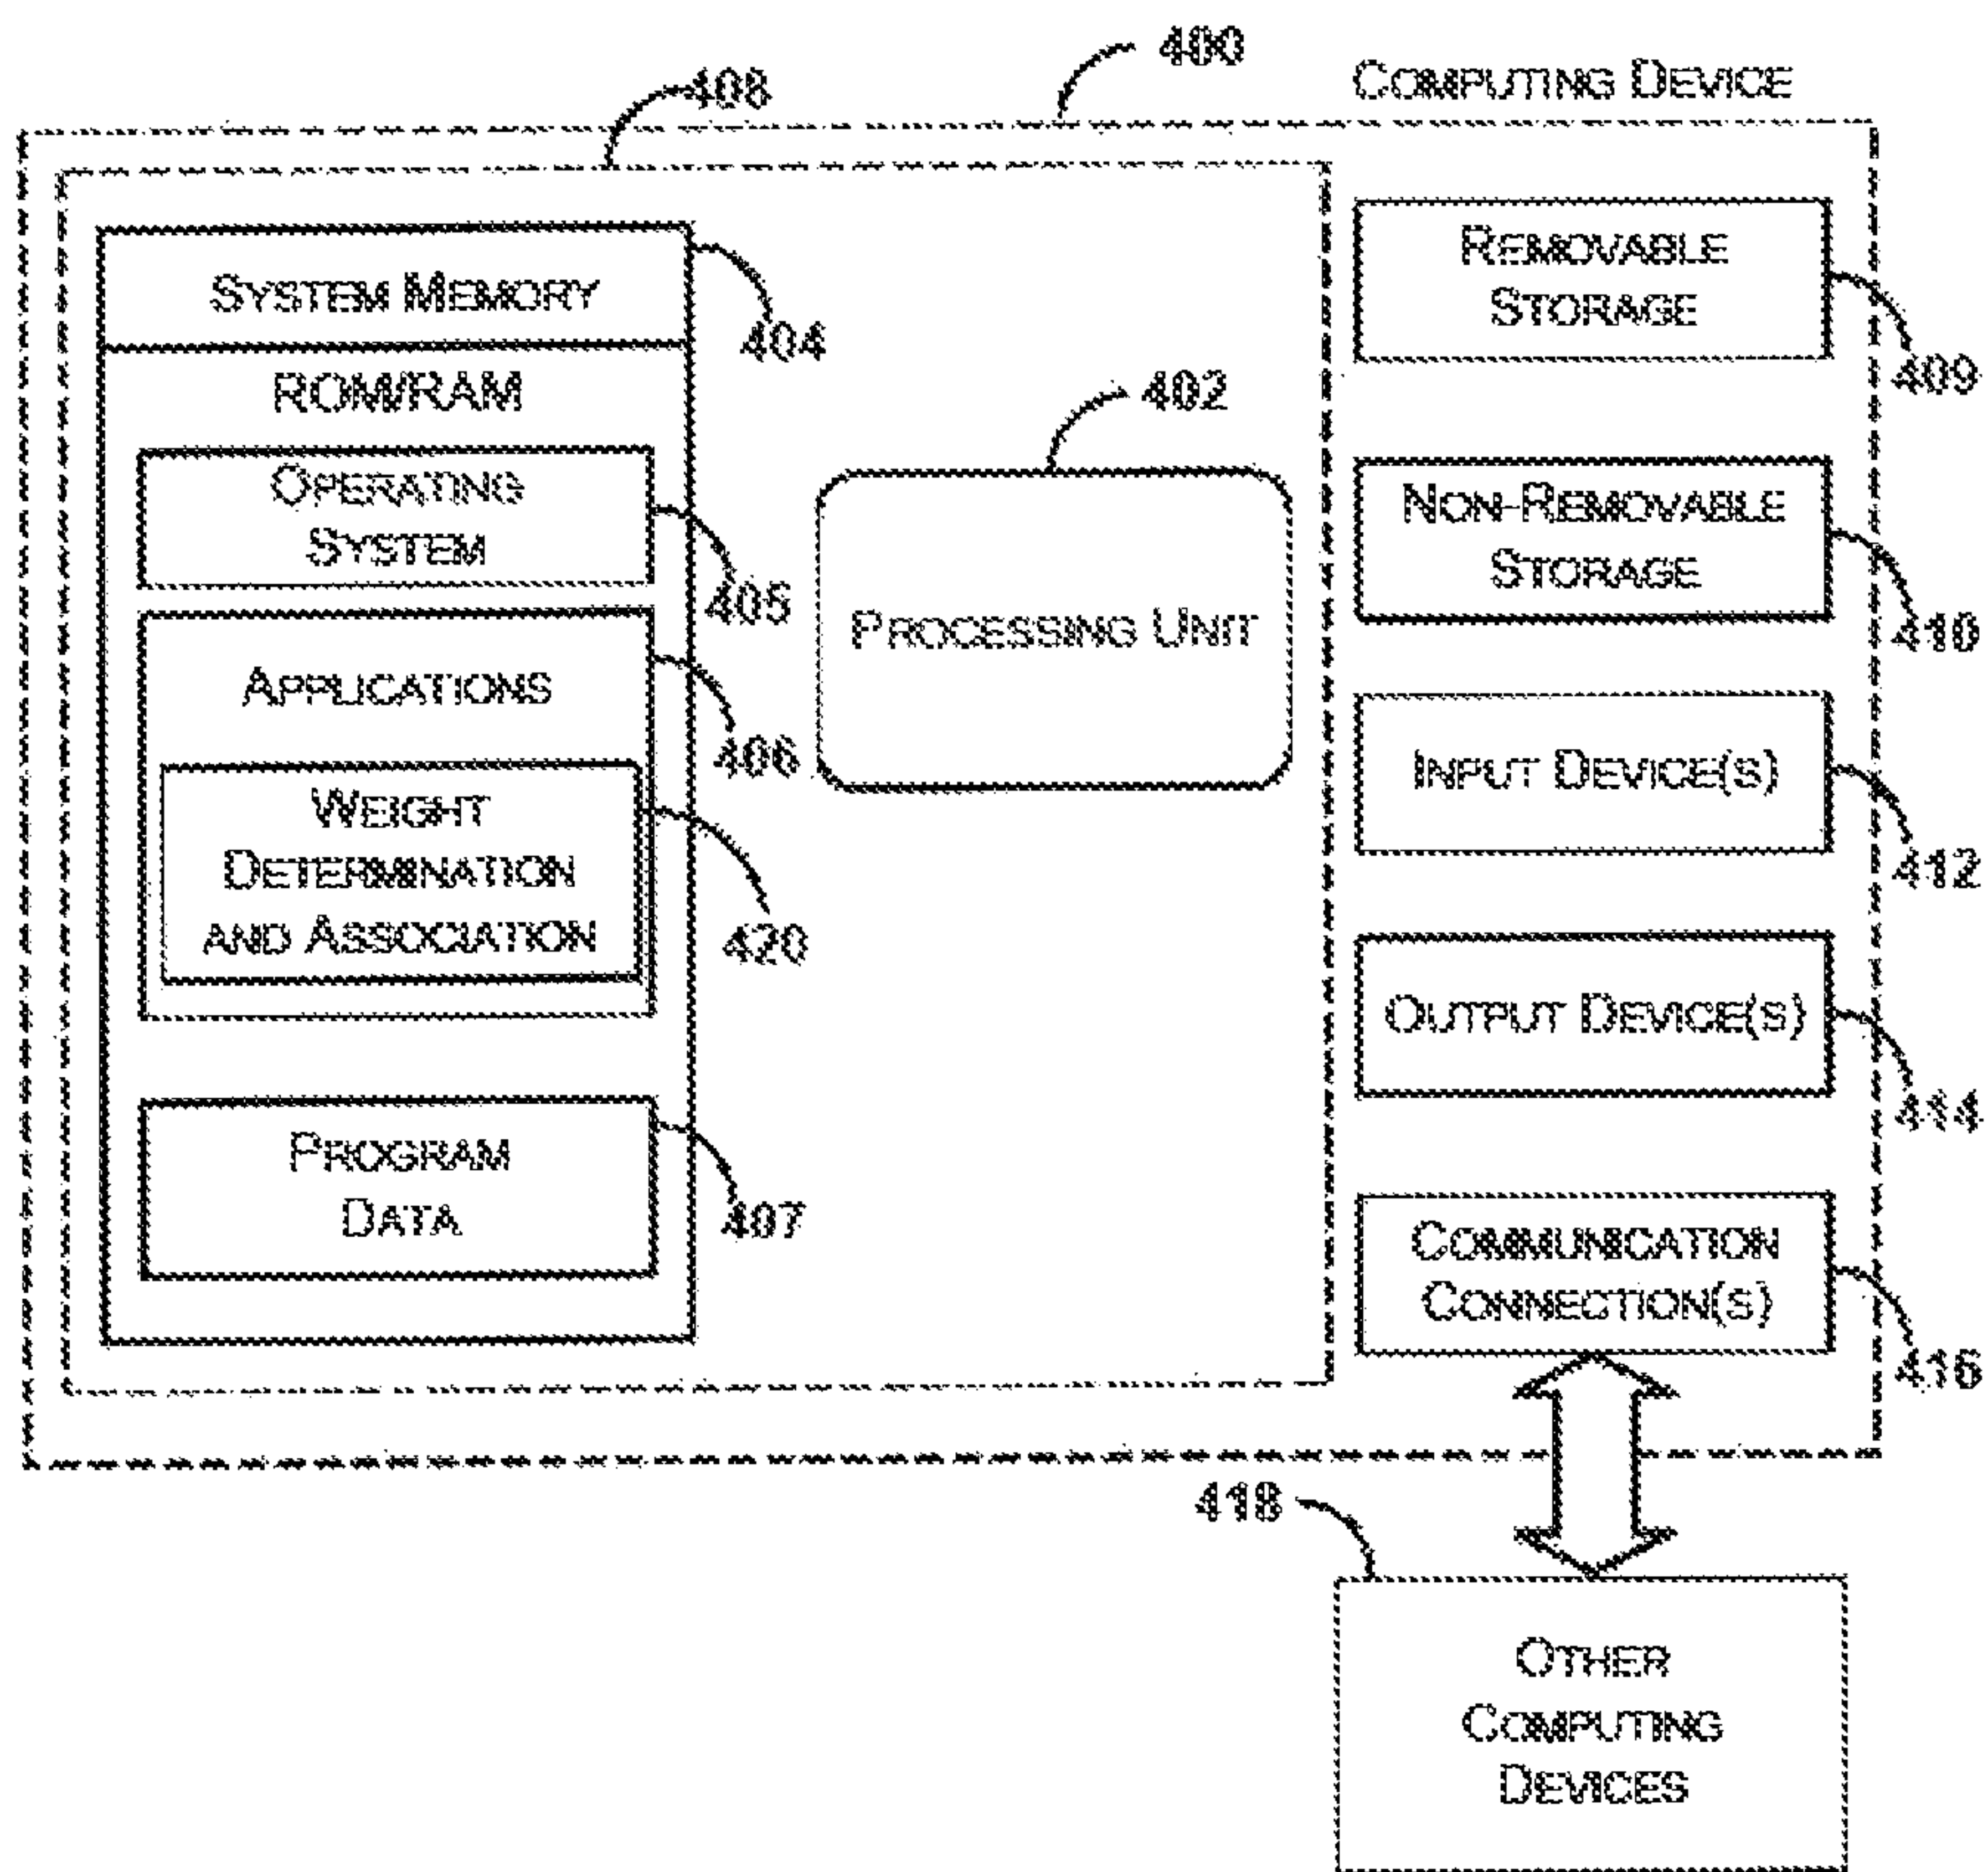 400
COMPUTING DEVICE
408
SYSTEM MEMORY
404
ROM/RAM
OPERATING
SYSTEM
405
APPLICATIONS
406
WEIGHT
DETERMINATION
AND ASSOCIATION
420
PROGRAM
DATA
407
402
PROCESSING UNIT
REMOVABLE
STORAGE
409
NON-REMOVABLE
STORAGE
410
INPUT DEVICE(S)
412
OUTPUT DEVICE(S)
414
COMMUNICATION
CONNECTION(S)
416
418
OTHER
COMPUTING
DEVICES